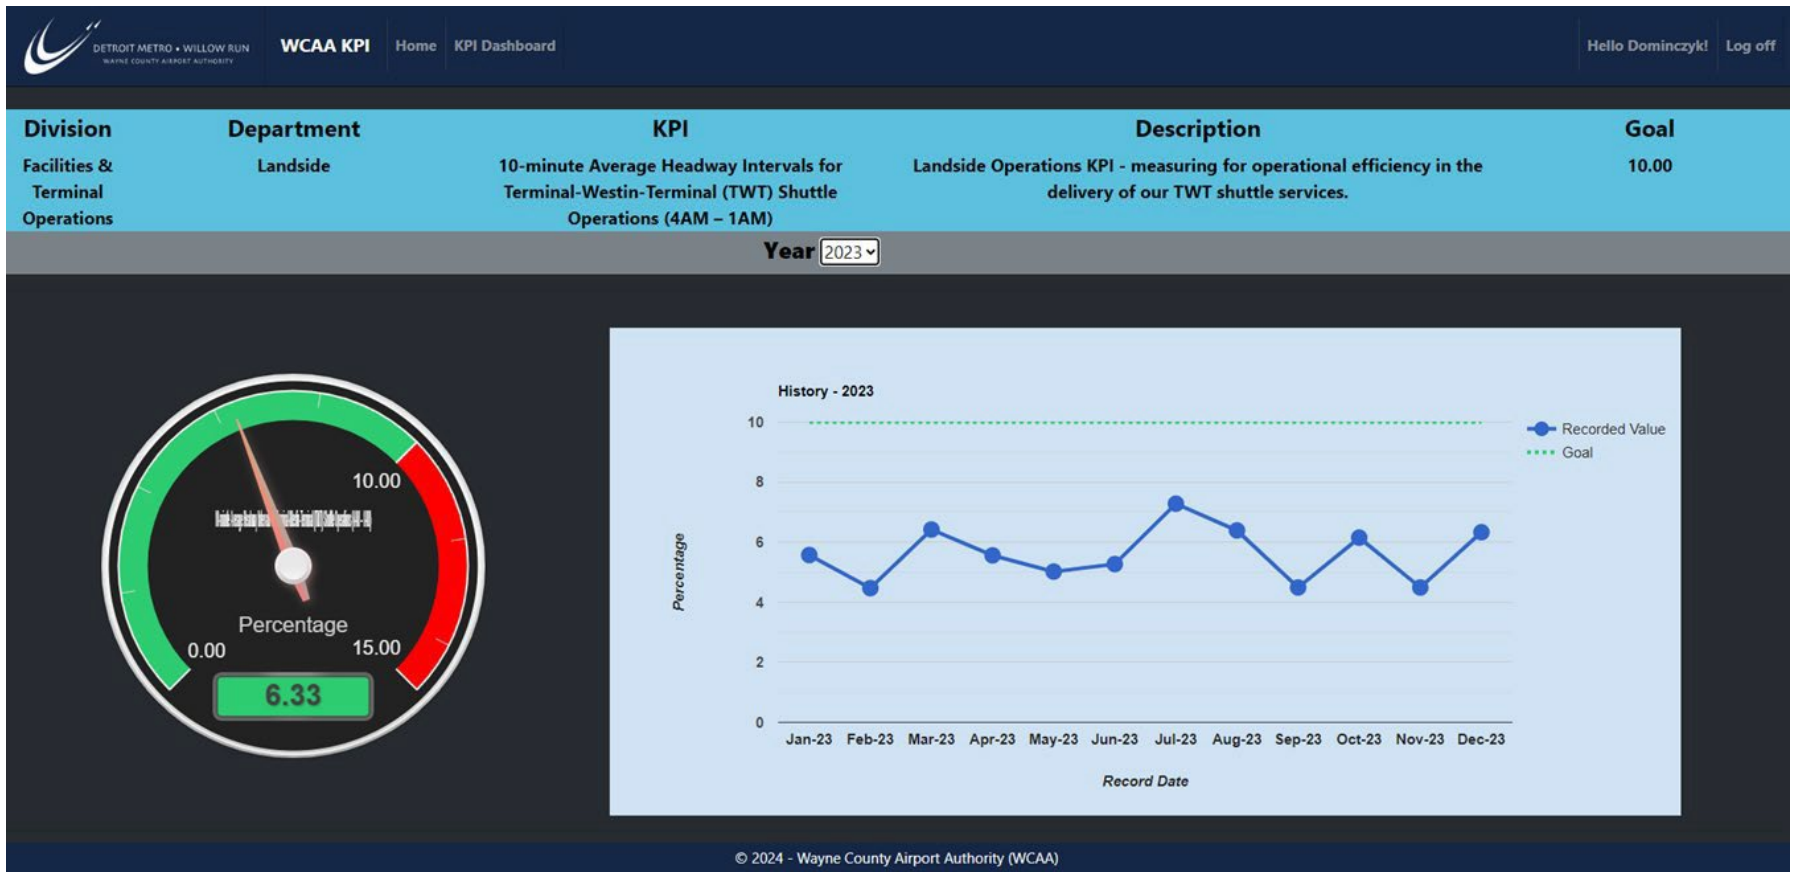 DETROIT METRO • WILLOW RUN
WAYNE COUNTY AIRPORT AUTHORITY
WCAA KPI
Home
KPI Dashboard
Hello Dominczyk!
Log off
Division
Department
KPI
Description
Goal
Facilities &
Terminal
Operations
Landside
10-minute Average Headway Intervals for
Terminal-Westin-Terminal (TWT) Shuttle
Operations (4AM – 1AM)
Landside Operations KPI - measuring for operational efficiency in the
delivery of our TWT shuttle services.
10.00
Year 2023
10.00
Percentage
0.00
15.00
6.33
History - 2023
10
8
6
4
2
0
Percentage
Jan-23 Feb-23 Mar-23 Apr-23 May-23 Jun-23 Jul-23 Aug-23 Sep-23 Oct-23 Nov-23 Dec-23
Record Date
Recorded Value
Goal
© 2024 - Wayne County Airport Authority (WCAA)